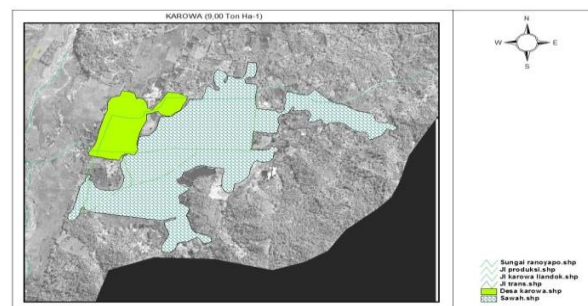 KAROWA (9,00 Ton Ha-1)
N
W E
S
Sungai ranoyapo.shp
Jl produksi.shp
Jl karowa liandok.shp
Jl trans.shp
Desa karowa.shp
Sawah.shp